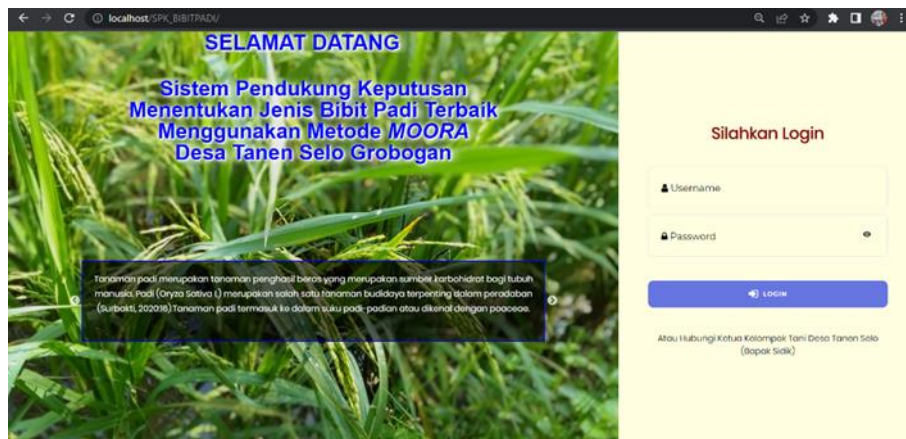 localhost/SPK_BIBITPADI/
SELAMAT DATANG
Sistem Pendukung Keputusan
Menentukan Jenis Bibit Padi Terbaik
Menggunakan Metode MOORA
Desa Tanen Selo Grobogan
Tanaman padi merupakan tanaman penghasil beras yang merupakan sumber karbohidrat bagi tubuh
manusia. Padi (Oryza Sativa l,) merupakan salah satu tanaman budidaya terpenting dalam peradaban
(Surbakti, 2020:16).Tanaman padi termasuk ke dalam suku padi-padian atau dikenal dengan poaceae.
Silahkan Login
Username
Password
LOGIN
Atau Hubungi Ketua Kelompok Tani Desa Tanen Selo
(Bapak Sidik)